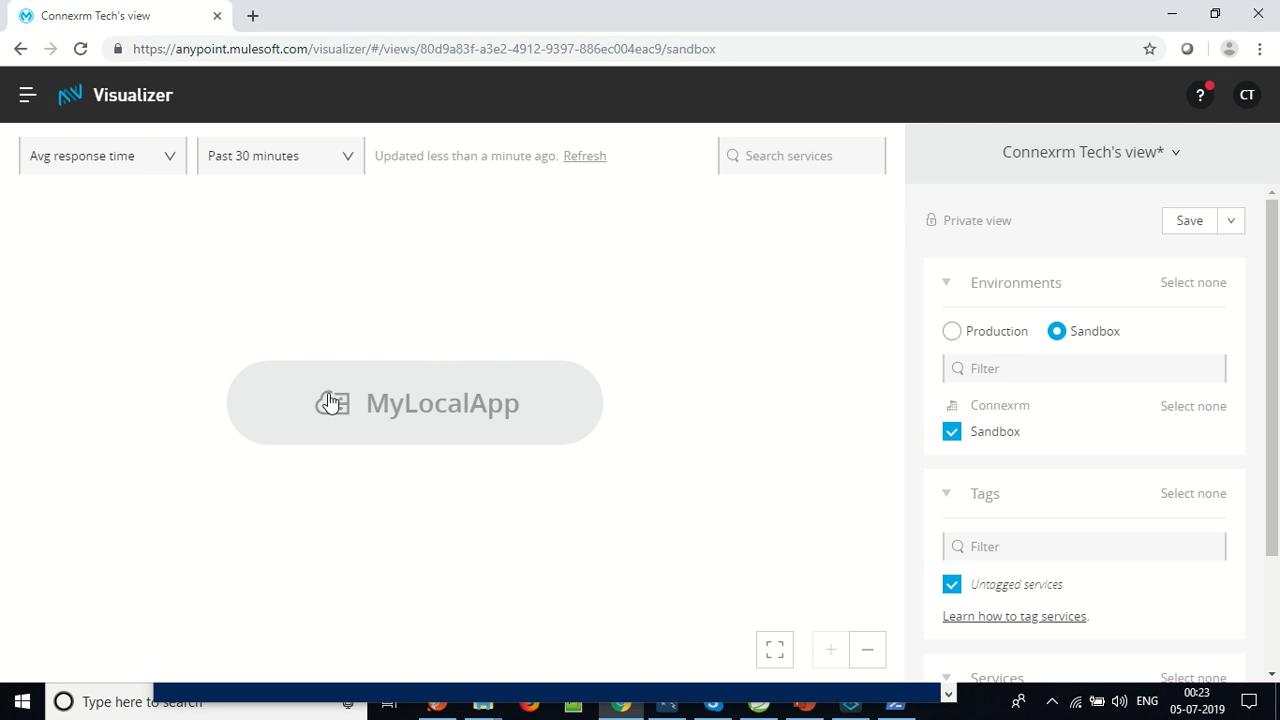 Connexrm Tech's view
https://anypoint.mulesoft.com/visualizer/#/views/80d9a83f-a3e2-4912-9397-886ec004eac9/sandbox
Visualizer
?
CT
Avg response time
Past 30 minutes
Updated less than a minute ago. Refresh
Search services
Connexrm Tech's view*
Private view
Save
Environments
Select none
Production
Sandbox
Filter
Connexrm
Select none
Sandbox
MyLocalApp
Tags
Select none
Filter
Untagged services
Learn how to tag services.
Services
Select none
Type here to search
ENG
00:23
05-07-2019